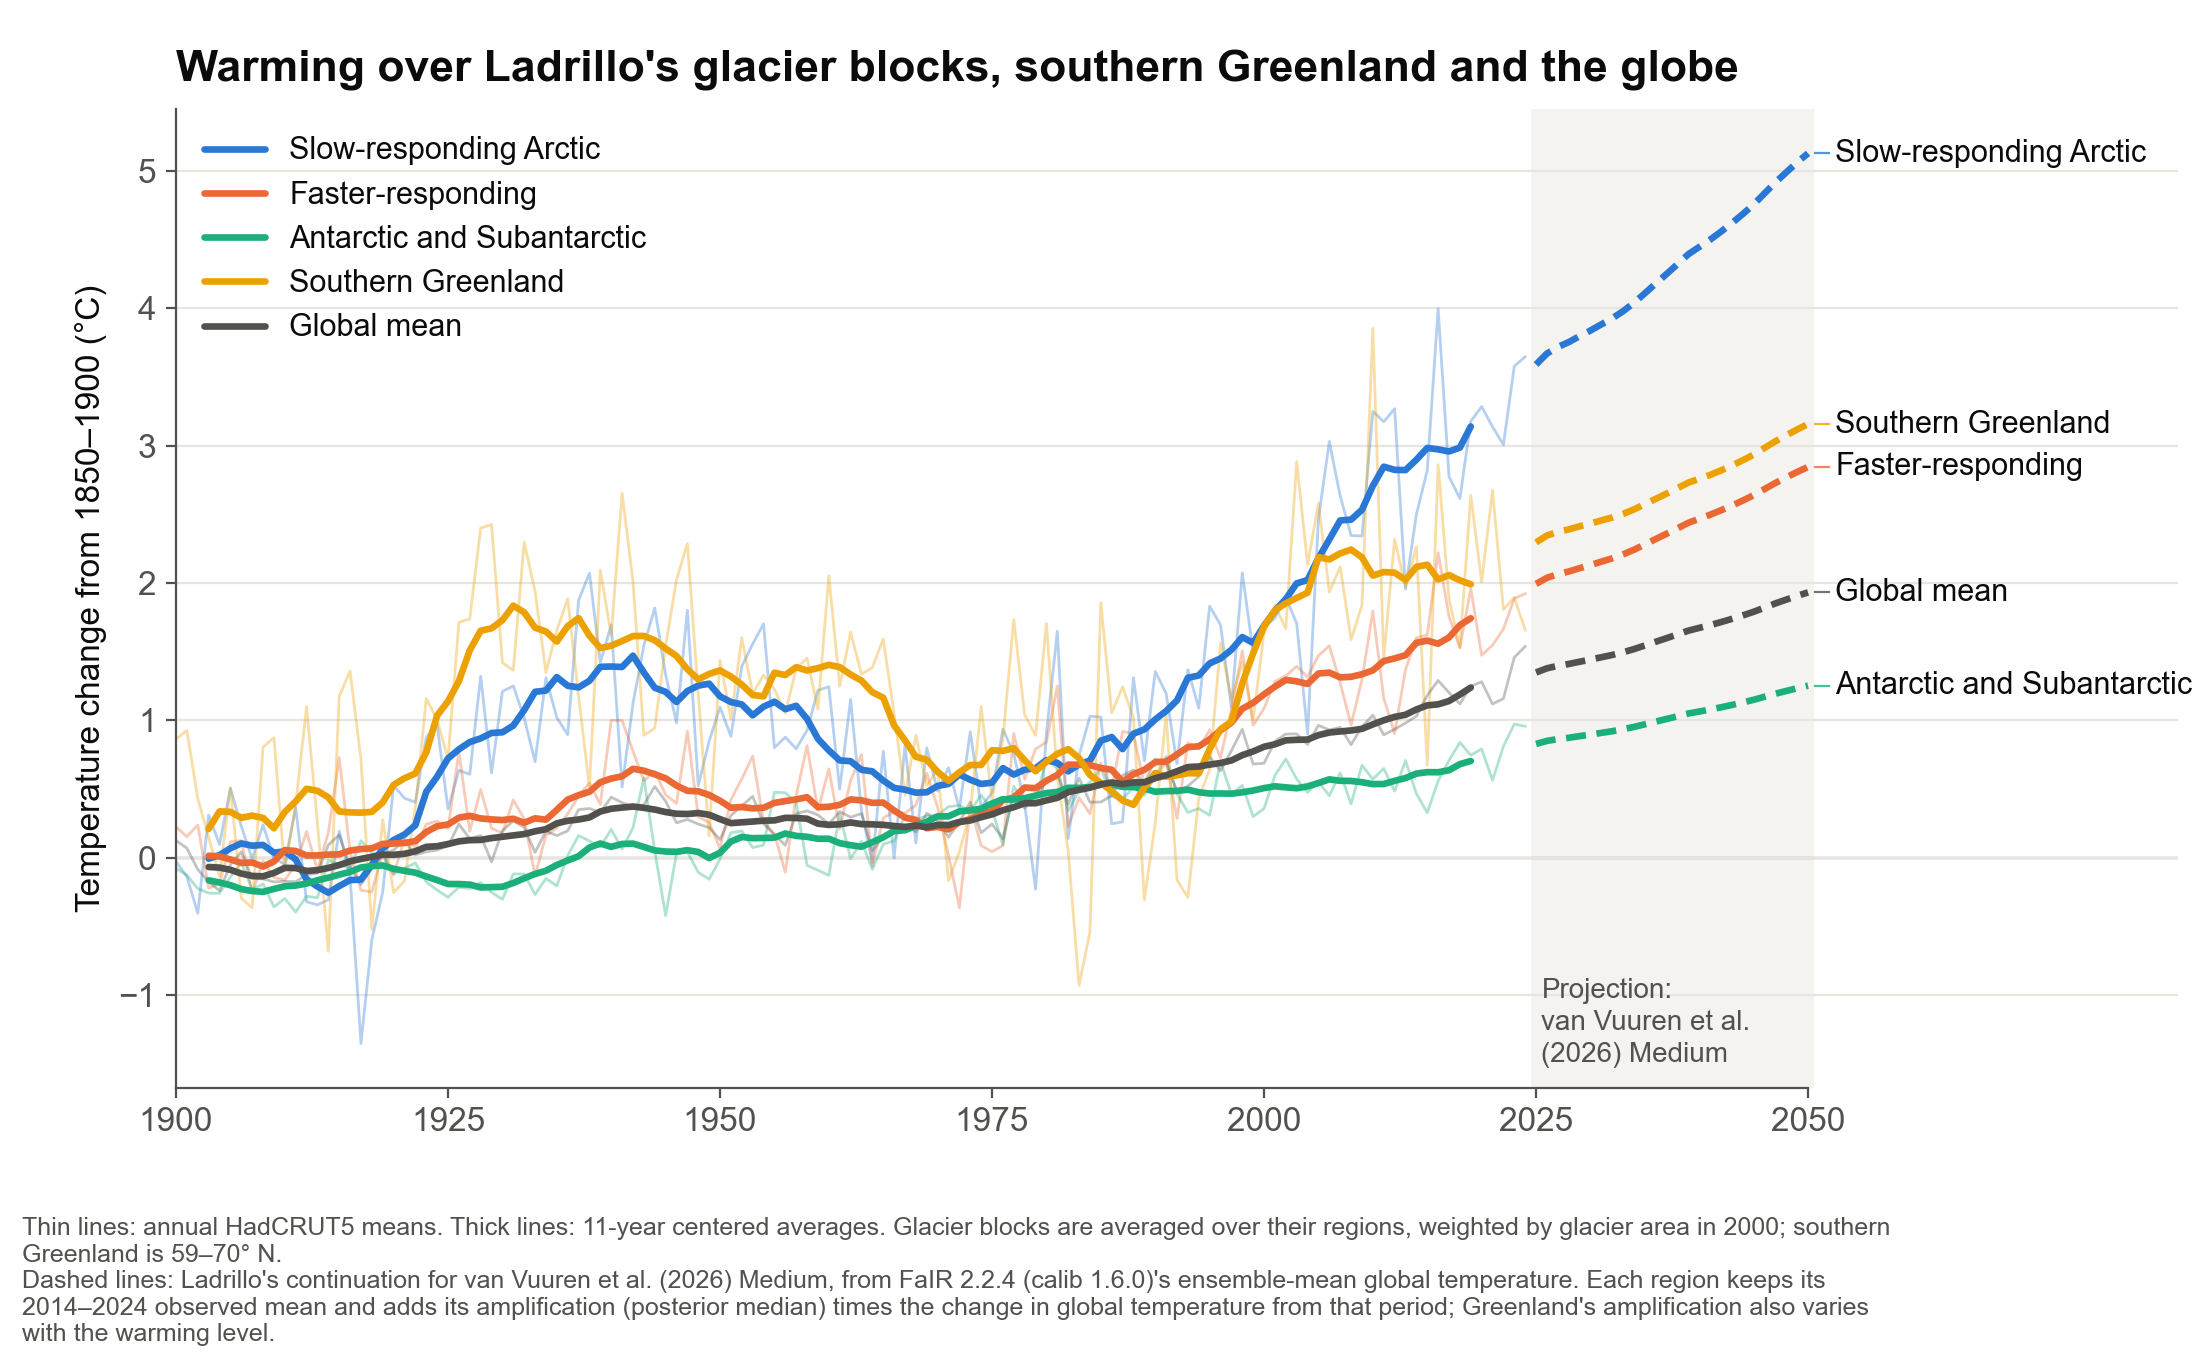 Warming over Ladrillo's glacier blocks, southern Greenland and the globe
Slow-responding Arctic
Faster-responding
Antarctic and Subantarctic
Southern Greenland
Global mean
Temperature change from 1850–1900 (°C)
5
4
3
2
1
0
−1
Slow-responding Arctic
Southern Greenland
Faster-responding
Global mean
Antarctic and Subantarctic
Projection:
van Vuuren et al.
(2026) Medium
1900
1925
1950
1975
2000
2025
2050
Thin lines: annual HadCRUT5 means. Thick lines: 11-year centered averages. Glacier blocks are averaged over their regions, weighted by glacier area in 2000; southern
Greenland is 59–70° N.
Dashed lines: Ladrillo's continuation for van Vuuren et al. (2026) Medium, from FaIR 2.2.4 (calib 1.6.0)'s ensemble-mean global temperature. Each region keeps its
2014–2024 observed mean and adds its amplification (posterior median) times the change in global temperature from that period; Greenland's amplification also varies
with the warming level.